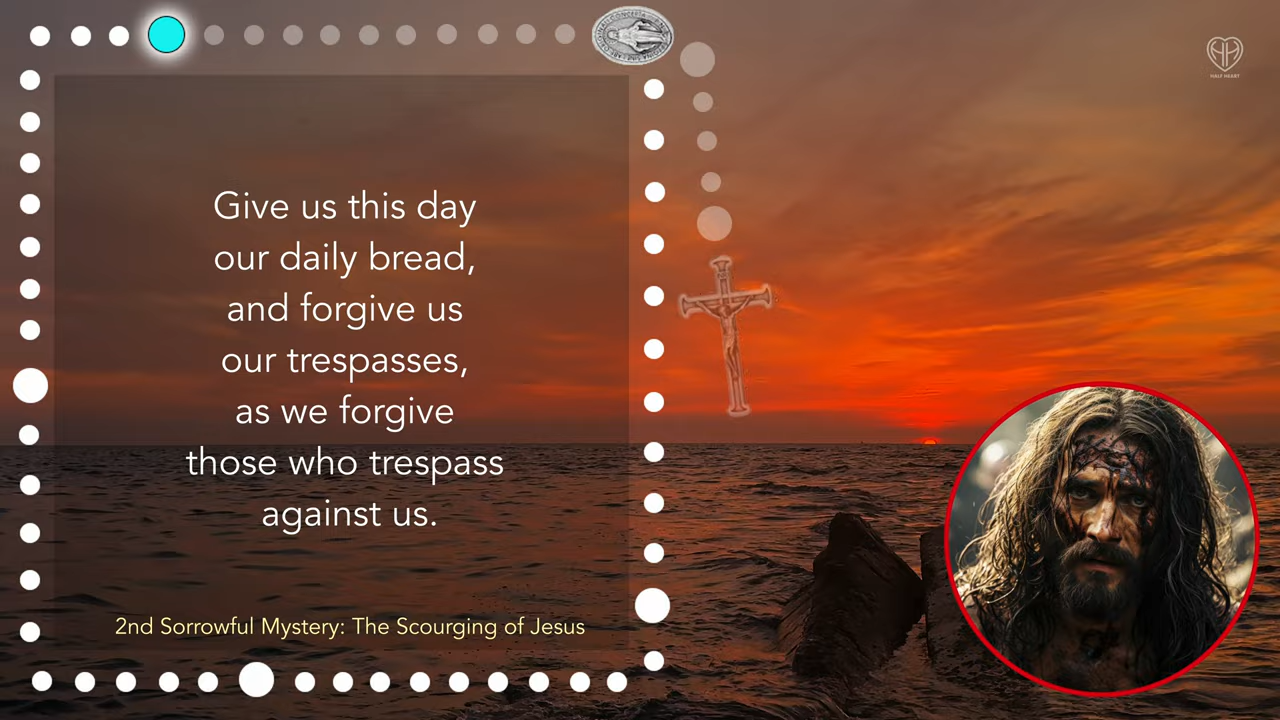 Give us this day
our daily bread,
and forgive us
our trespasses,
as we forgive
those who trespass
against us.
2nd Sorrowful Mystery: The Scourging of Jesus
HALF HEART